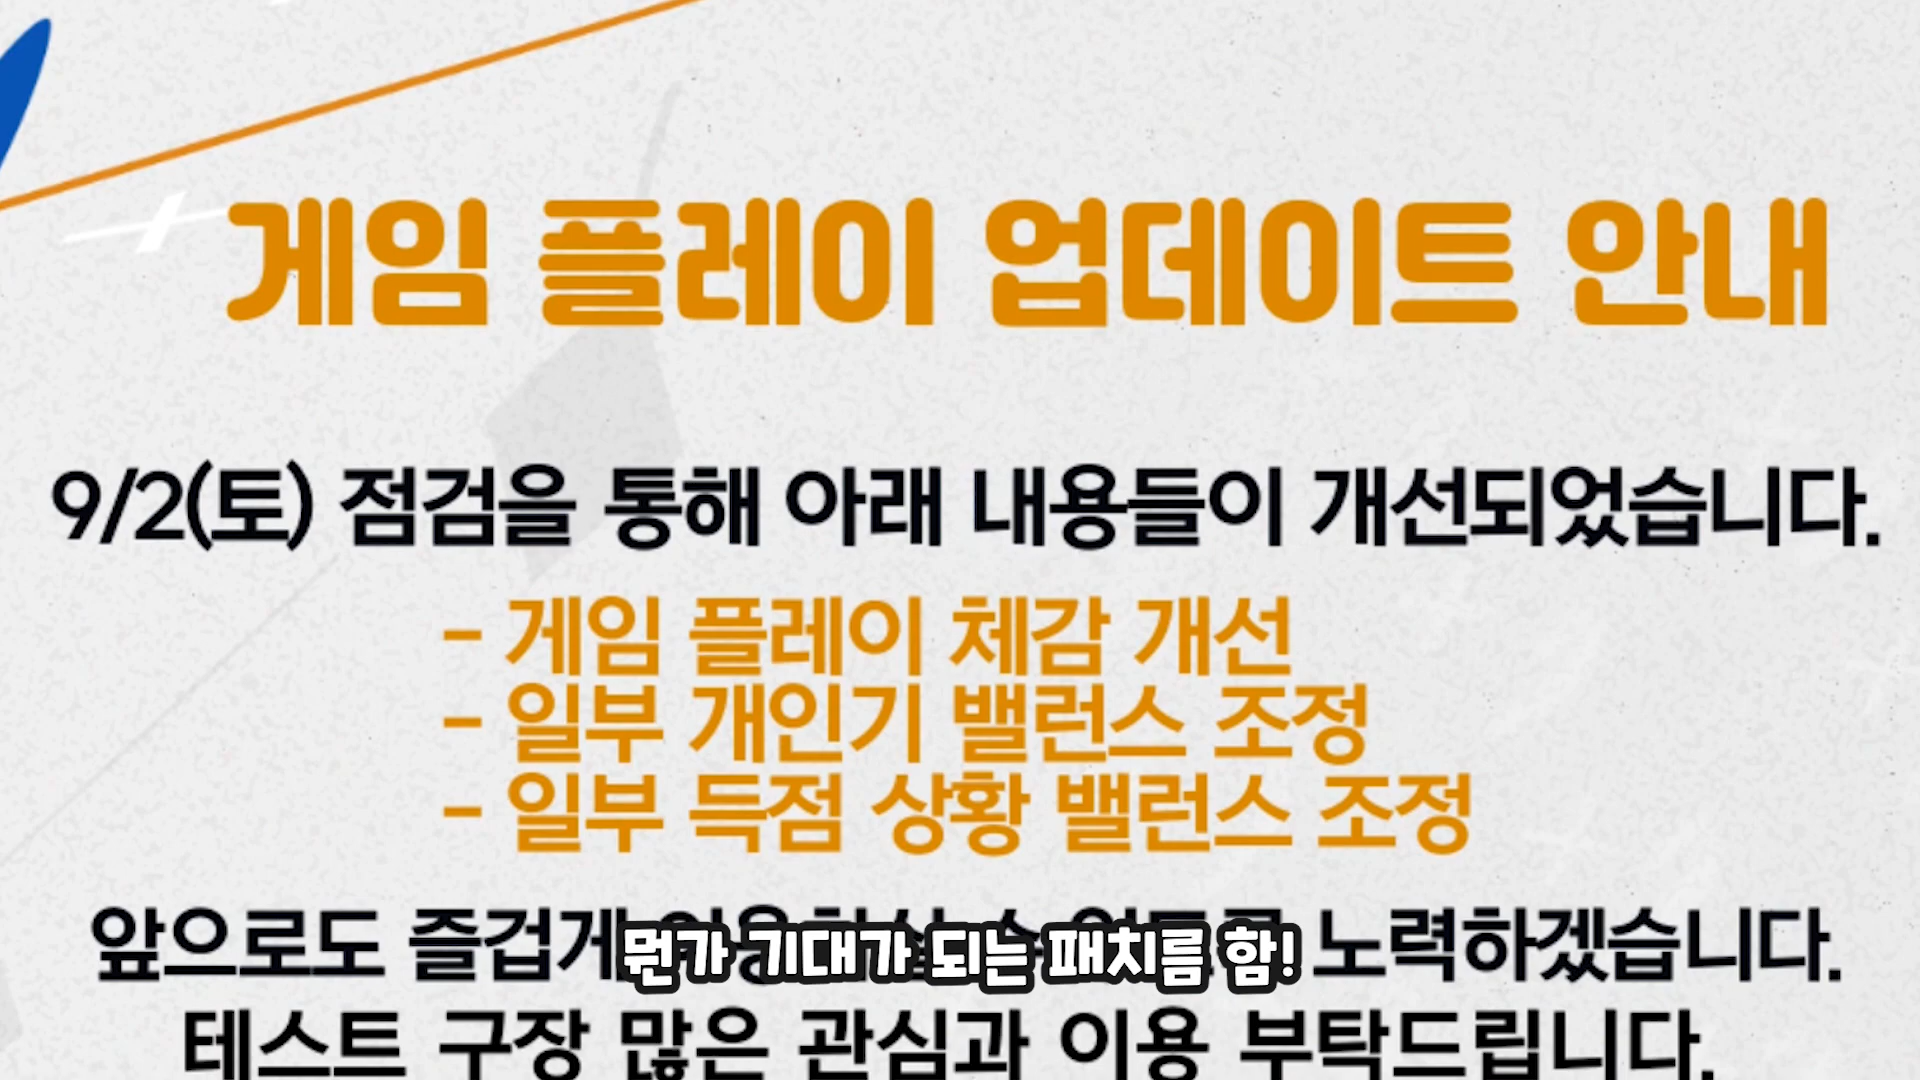 게임 플레이 업데이트 안내
9/2(토) 점검을 통해 아래 내용들이 개선되었습니다.
- 게임 플레이 체감 개선
- 일부 개인기 밸런스 조정
- 일부 득점 상황 밸런스 조정
앞으로도 즐겁게 노력하겠습니다.
뭔가 기대가 되는 패치를 함!
테스트 구장 많은 관심과 이용 부탁드립니다.